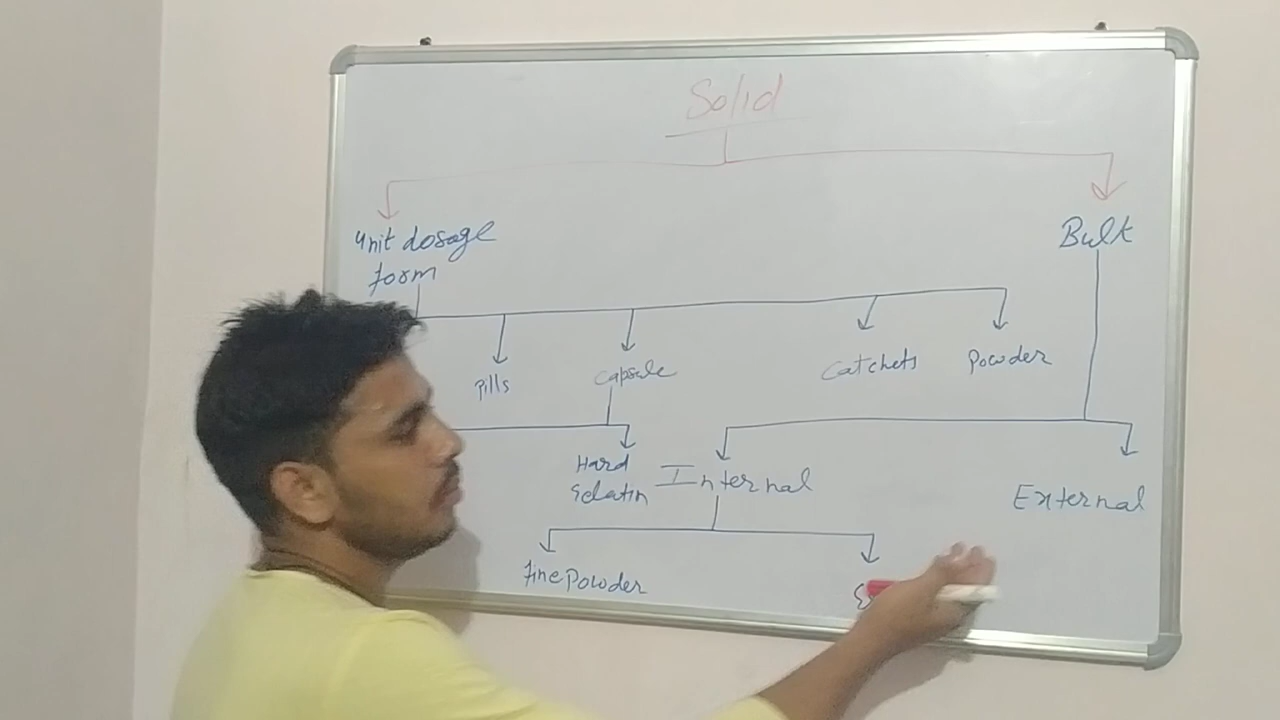 Solid
Unit dosage
form
Bulk
Pills
Capsule
Catchets
Powder
Hard
Gelatin
Internal
External
Fine Powder